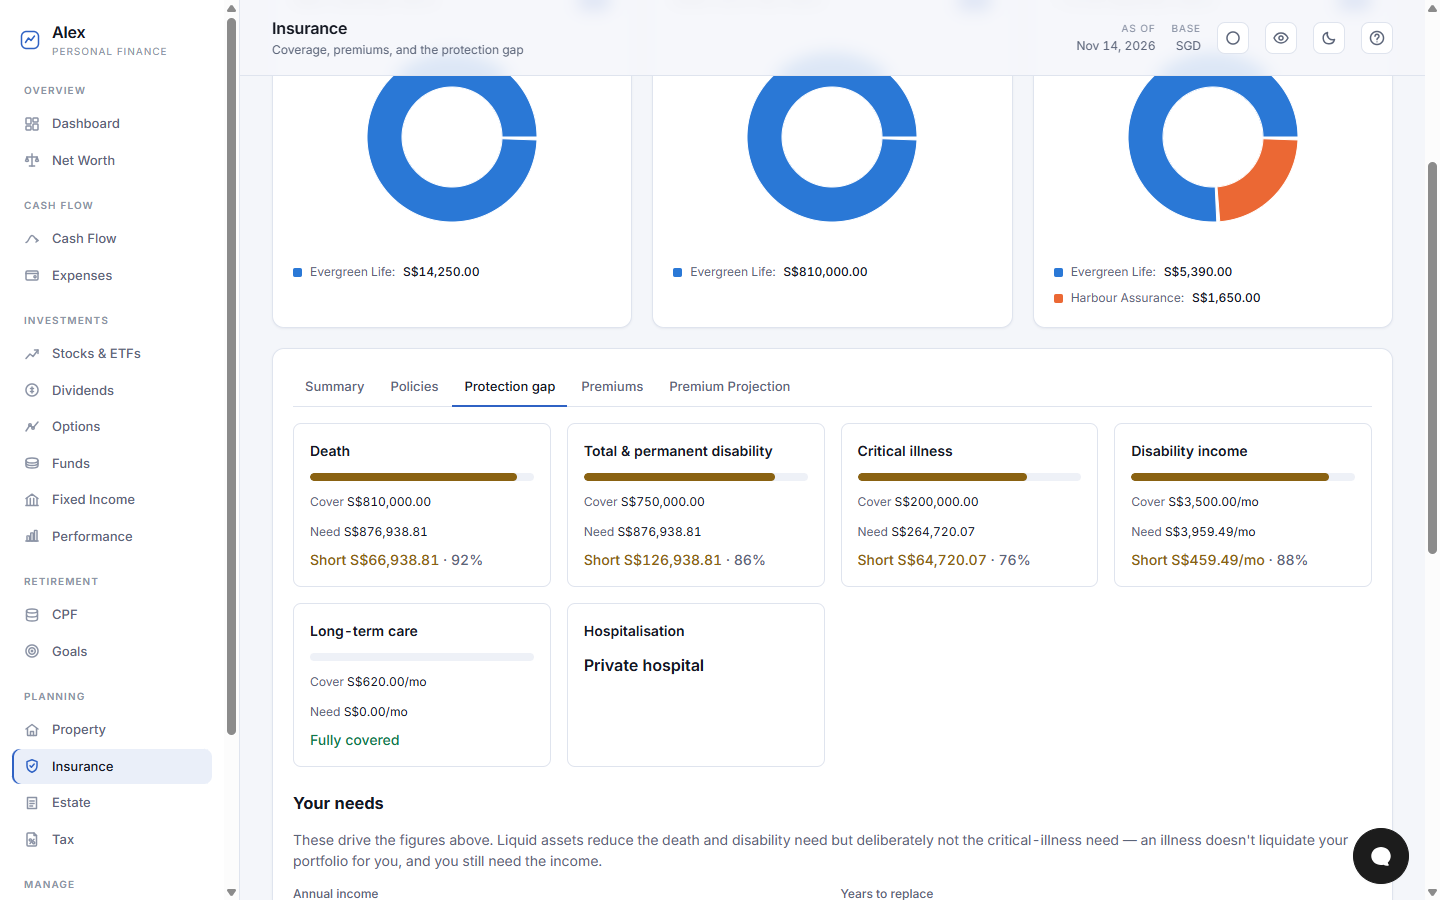 Alex
PERSONAL FINANCE
OVERVIEW
Dashboard
Net Worth
CASH FLOW
Cash Flow
Expenses
INVESTMENTS
Stocks & ETFs
Dividends
Options
Funds
Fixed Income
Performance
RETIREMENT
CPF
Goals
PLANNING
Property
Insurance
Estate
Tax
MANAGE
Insurance
Coverage, premiums, and the protection gap
AS OF
Nov 14, 2026
BASE
SGD
Evergreen Life: S$14,250.00
Evergreen Life: S$810,000.00
Evergreen Life: S$5,390.00
Harbour Assurance: S$1,650.00
Summary Policies Protection gap Premiums Premium Projection
Death
Cover S$810,000.00
Need S$876,938.81
Short S$66,938.81 · 92%
Total & permanent disability
Cover S$750,000.00
Need S$876,938.81
Short S$126,938.81 · 86%
Critical illness
Cover S$200,000.00
Need S$264,720.07
Short S$64,720.07 · 76%
Disability income
Cover S$3,500.00/mo
Need S$3,959.49/mo
Short S$459.49/mo · 88%
Long-term care
Cover S$620.00/mo
Need S$0.00/mo
Fully covered
Hospitalisation
Private hospital
Your needs
These drive the figures above. Liquid assets reduce the death and disability need but deliberately not the critical-illness need — an illness doesn't liquidate your
portfolio for you, and you still need the income.
Annual income
Years to replace